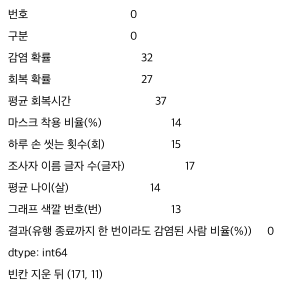 번호 0
구분 0
감염 확률 32
회복 확률 27
평균 회복시간 37
마스크 착용 비율(%) 14
하루 손 씻는 횟수(회) 15
조사자 이름 글자 수(글자) 17
평균 나이(살) 14
그래프 색깔 번호(번) 13
결과(유행 종료까지 한 번이라도 감염된 사람 비율(%)) 0
dtype: int64
빈칸 지운 뒤 (171, 11)